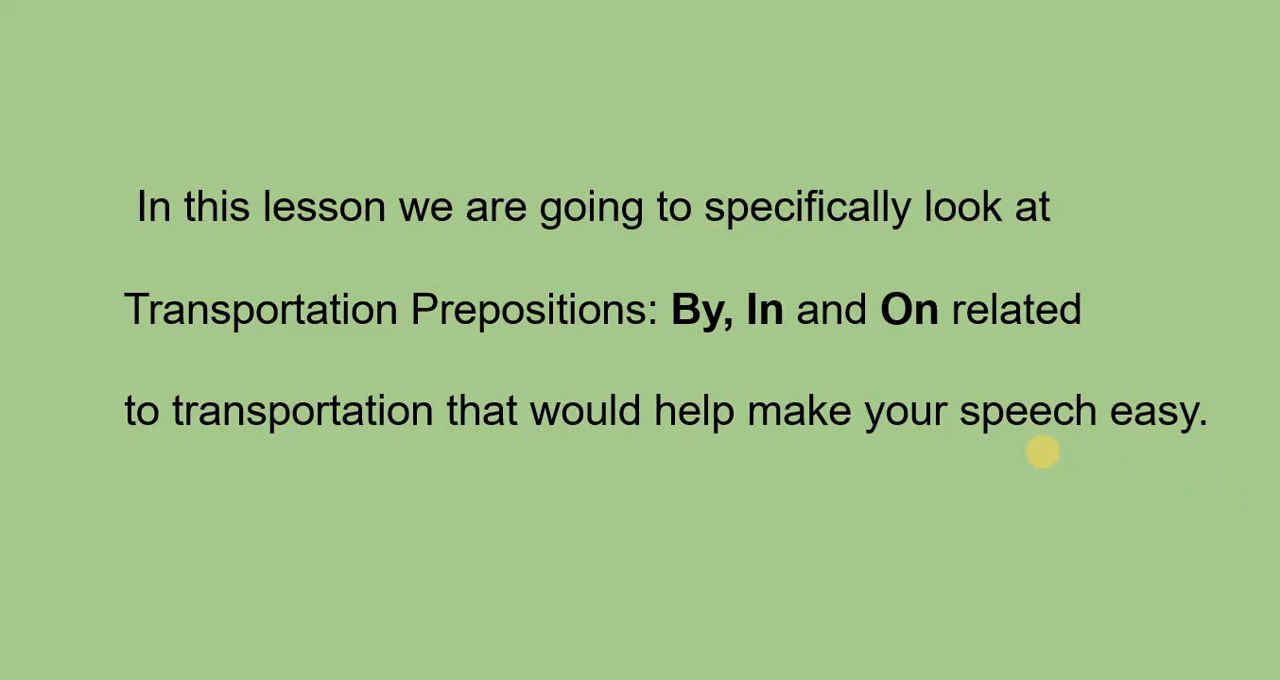 In this lesson we are going to specifically look at
Transportation Prepositions: By, In and On related
to transportation that would help make your speech easy.